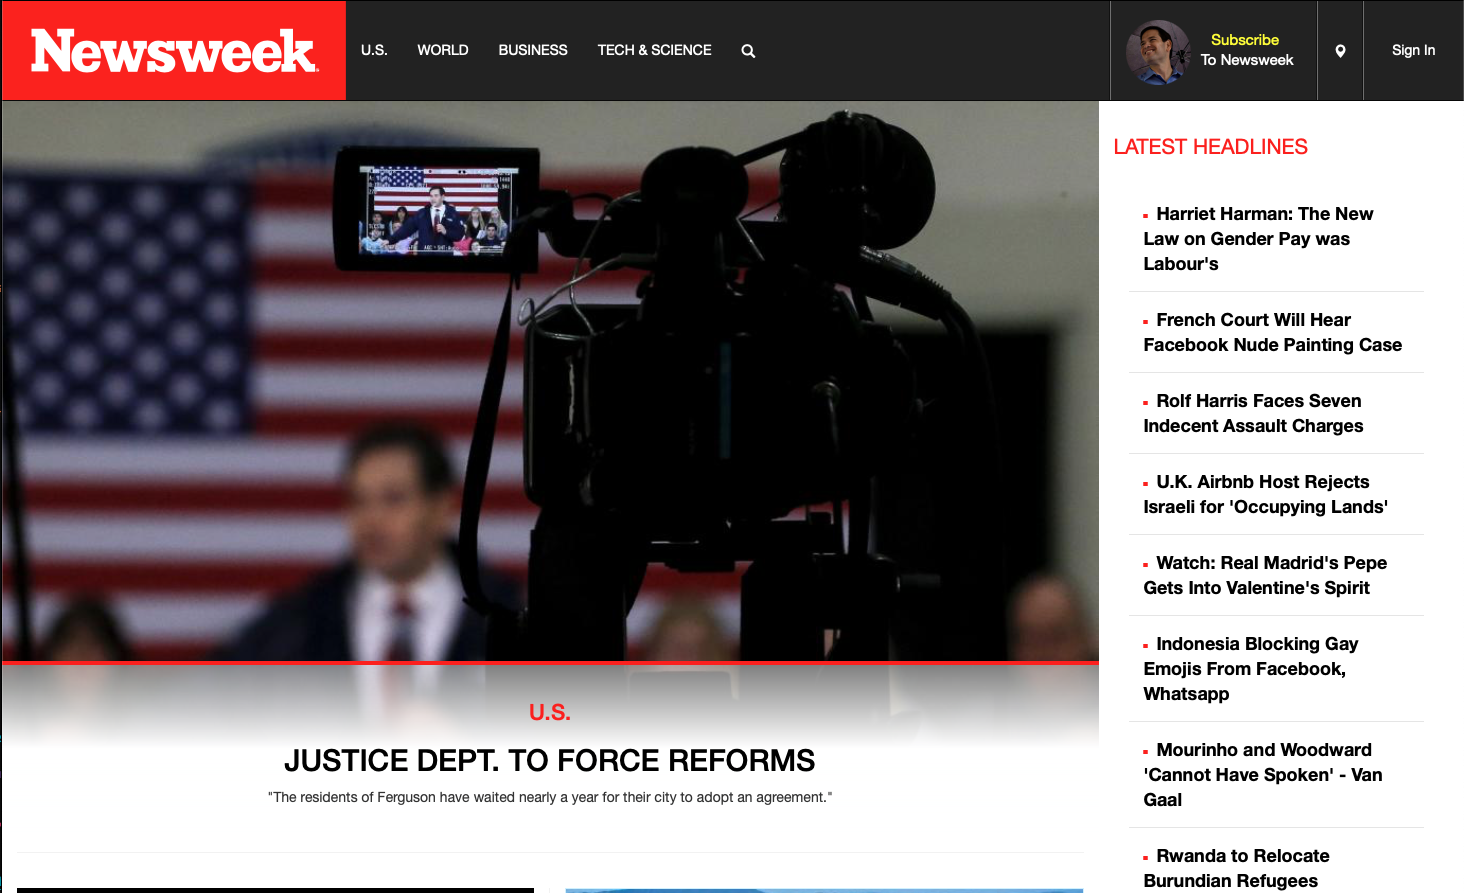 Newsweek
U.S.
WORLD
BUSINESS
TECH & SCIENCE
Subscribe
To Newsweek
Sign In
LATEST HEADLINES
Harriet Harman: The New
Law on Gender Pay was
Labour's
French Court Will Hear
Facebook Nude Painting Case
Rolf Harris Faces Seven
Indecent Assault Charges
U.K. Airbnb Host Rejects
Israeli for 'Occupying Lands'
Watch: Real Madrid's Pepe
Gets Into Valentine's Spirit
Indonesia Blocking Gay
Emojis From Facebook,
Whatsapp
Mourinho and Woodward
'Cannot Have Spoken' - Van
Gaal
Rwanda to Relocate
Burundian Refugees
U.S.
JUSTICE DEPT. TO FORCE REFORMS
"The residents of Ferguson have waited nearly a year for their city to adopt an agreement."